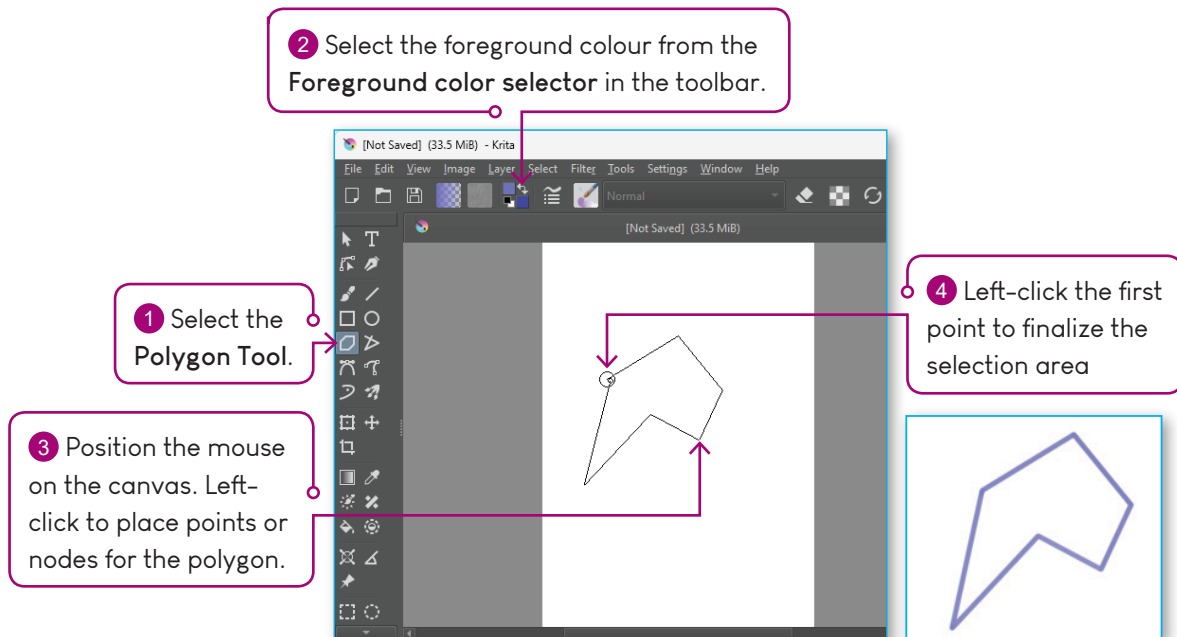 2 Select the foreground colour from the
Foreground color selector in the toolbar.
[Not Saved] (33.5 MiB) - Krita
File Edit View Image Layer Select Filter Tools Settings Window Help
Normal
[Not Saved] (33.5 MiB)
T
1 Select the
Polygon Tool.
4 Left-click the first
point to finalize the
selection area
3 Position the mouse
on the canvas. Left-
click to place points or
nodes for the polygon.